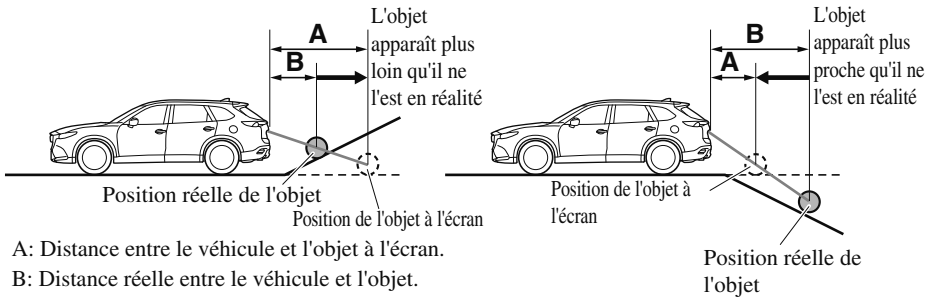 A
B
L'objet
apparaît plus
loin qu'il ne
l'est en réalité
Position réelle de l'objet
Position de l'objet à l'écran
B
A
L'objet
apparaît plus
proche qu'il ne
l'est en réalité
Position de l'objet à
l'écran
Position réelle de
l'objet
A: Distance entre le véhicule et l'objet à l'écran.
B: Distance réelle entre le véhicule et l'objet.